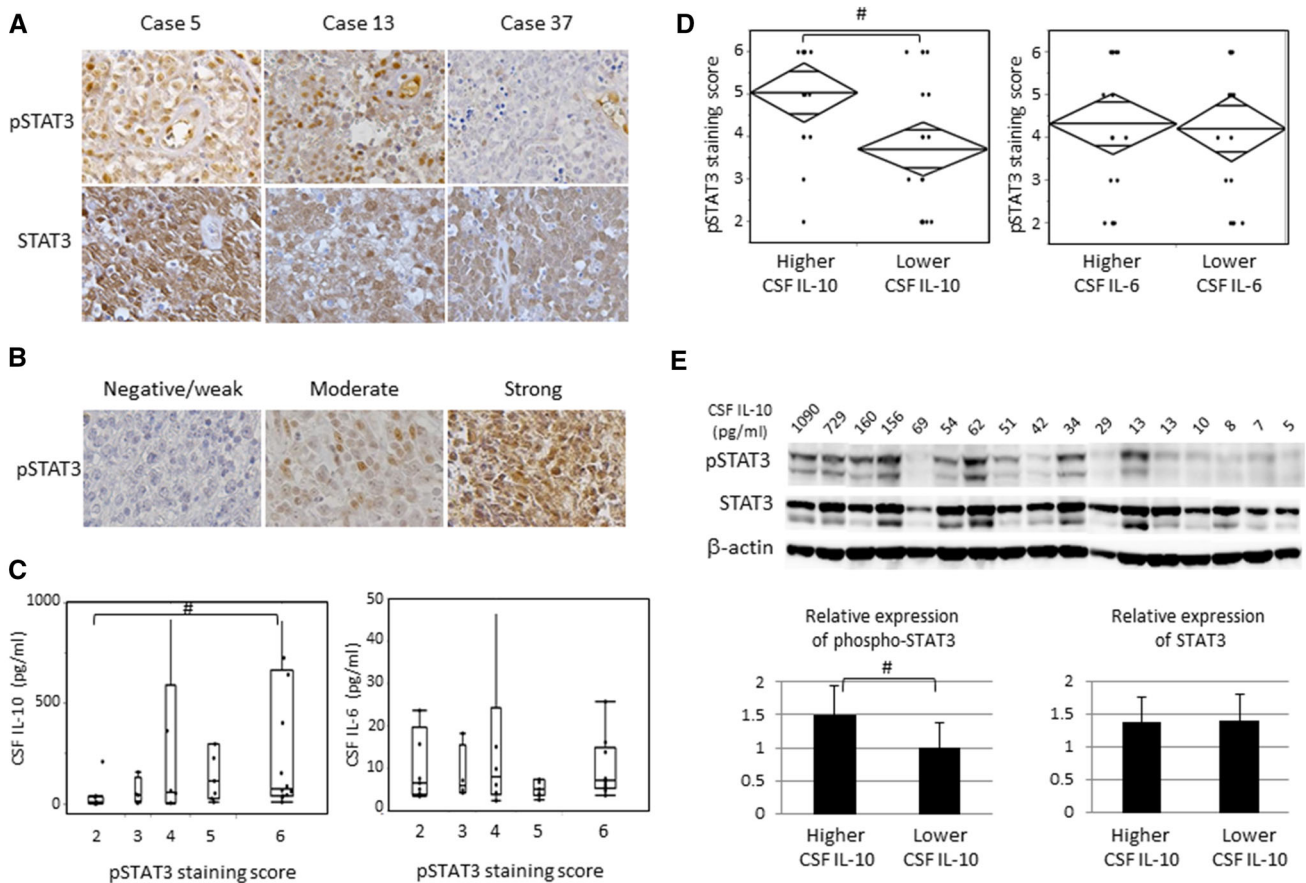 A
Case 5 Case 13 Case 37
pSTAT3
STAT3
B
Negative/weak Moderate Strong
pSTAT3
C
#
1000
500
0
CSF IL-10 (pg/ml)
2 3 4 5 6
pSTAT3 staining score
50
40
30
20
10
0
CSF IL-6 (pg/ml)
2 3 4 5 6
pSTAT3 staining score
D
#
6
5
4
3
2
pSTAT3 staining score
Higher CSF IL-10
Lower CSF IL-10
6
5
4
3
2
pSTAT3 staining score
Higher CSF IL-6
Lower CSF IL-6
E
CSF IL-10 (pg/ml)
1090 729 160 156 69 54 62 51 42 34 29 13 13 10 8 7 5
pSTAT3
STAT3
β-actin
Relative expression
of phospho-STAT3
#
2
1.5
1
0.5
0
Higher CSF IL-10
Lower CSF IL-10
Relative expression
of STAT3
2
1.5
1
0.5
0
Higher CSF IL-10
Lower CSF IL-10